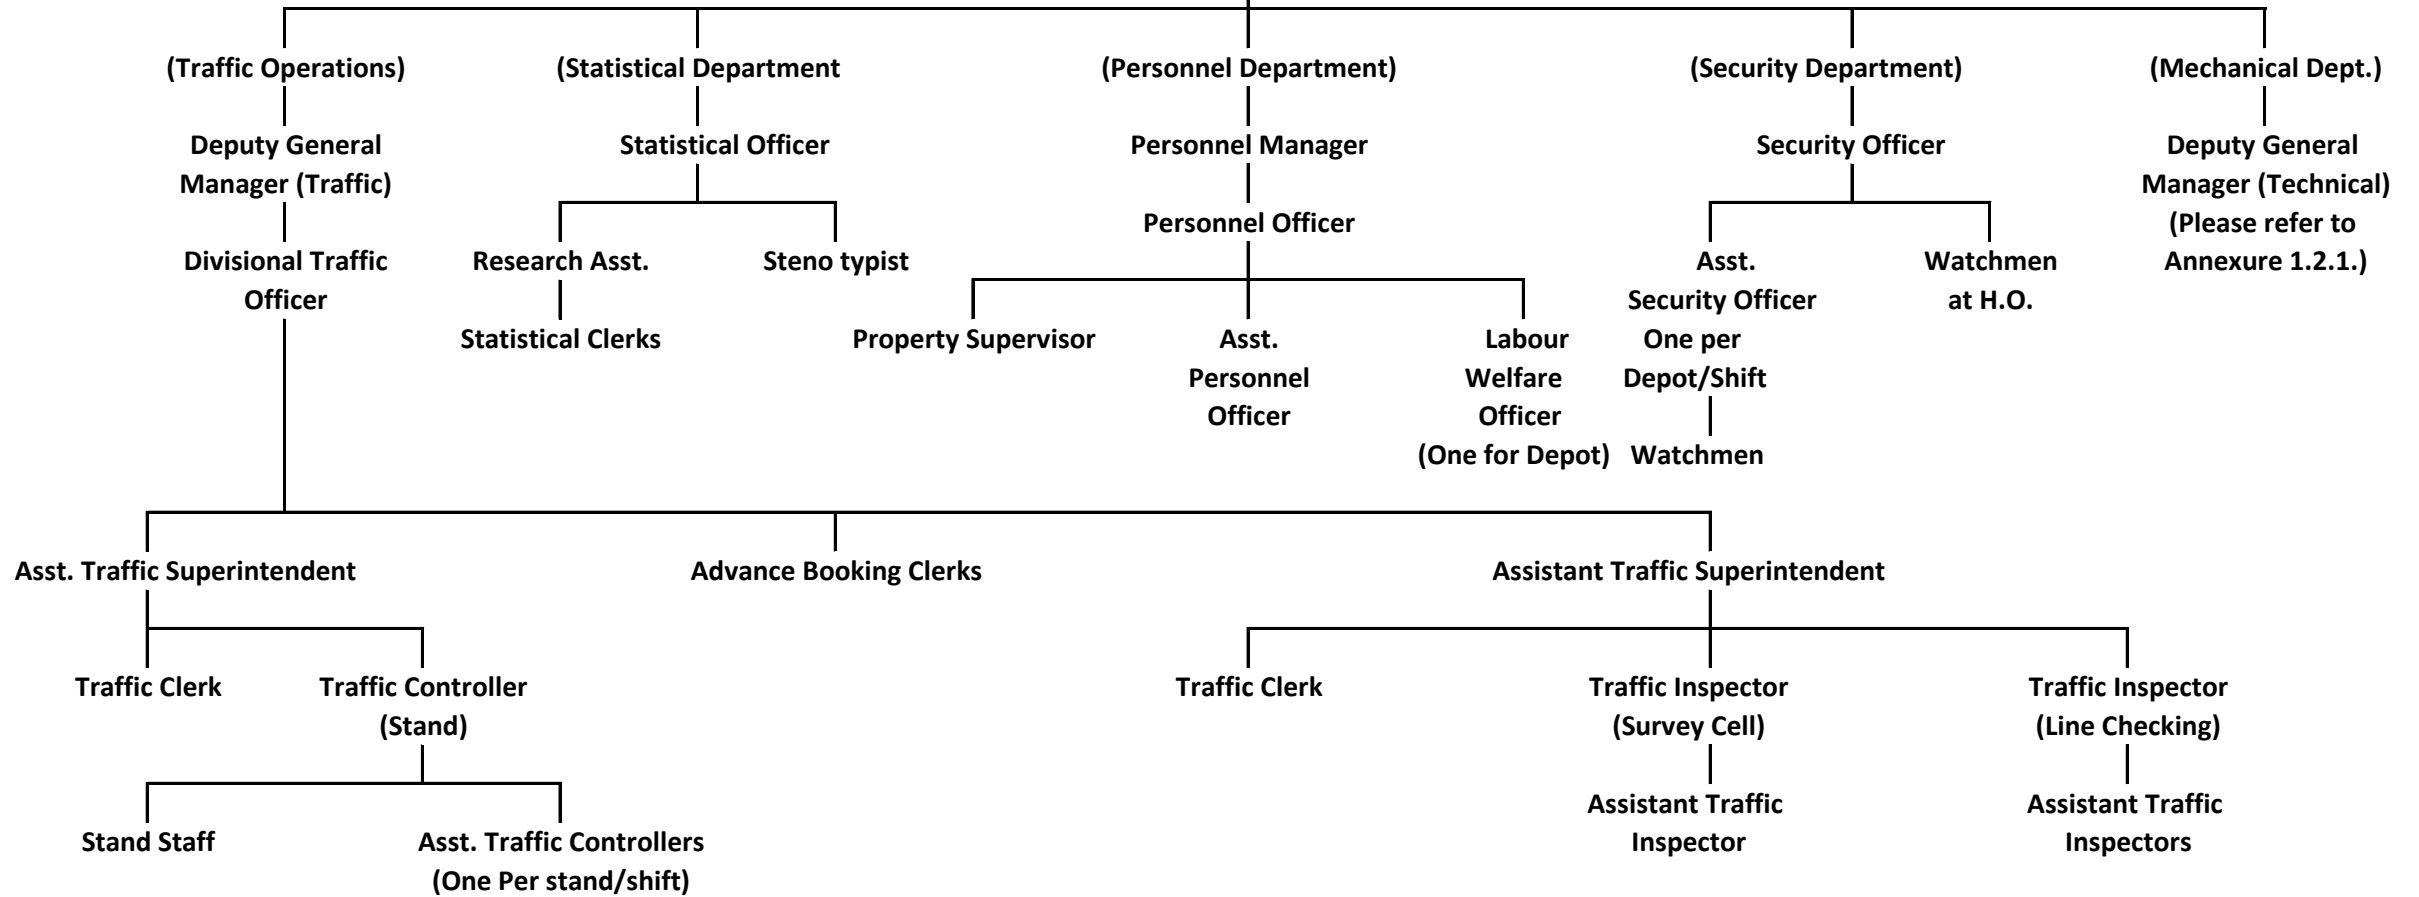 (Traffic Operations)
(Statistical Department
(Personnel Department)
(Security Department)
(Mechanical Dept.)
Deputy General
Manager (Traffic)
Statistical Officer
Personnel Manager
Security Officer
Deputy General
Manager (Technical)
(Please refer to
Annexure 1.2.1.)
Personnel Officer
Divisional Traffic
Officer
Research Asst.
Steno typist
Asst.
Security Officer
One per
Depot/Shift
Watchmen
at H.O.
Statistical Clerks
Property Supervisor
Asst.
Personnel
Officer
Labour
Welfare
Officer
(One for Depot)
Watchmen
Asst. Traffic Superintendent
Advance Booking Clerks
Assistant Traffic Superintendent
Traffic Clerk
Traffic Controller
(Stand)
Traffic Clerk
Traffic Inspector
(Survey Cell)
Traffic Inspector
(Line Checking)
Stand Staff
Asst. Traffic Controllers
(One Per stand/shift)
Assistant Traffic
Inspector
Assistant Traffic
Inspectors